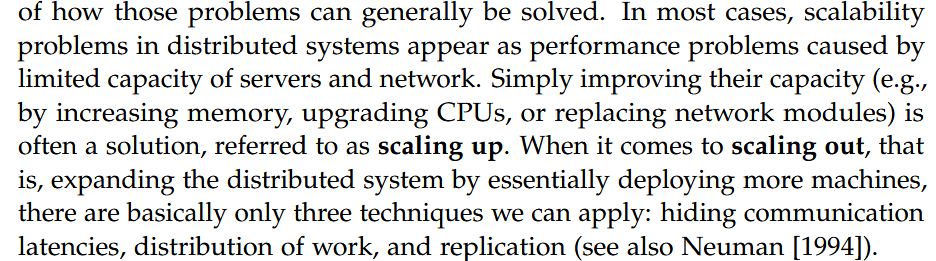 of how those problems can generally be solved. In most cases, scalability
problems in distributed systems appear as performance problems caused by
limited capacity of servers and network. Simply improving their capacity (e.g.,
by increasing memory, upgrading CPUs, or replacing network modules) is
often a solution, referred to as scaling up. When it comes to scaling out, that
is, expanding the distributed system by essentially deploying more machines,
there are basically only three techniques we can apply: hiding communication
latencies, distribution of work, and replication (see also Neuman [1994]).